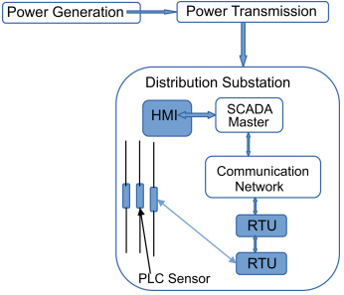 Power Generation
Power Transmission
Distribution Substation
HMI
SCADA
Master
Communication
Network
RTU
RTU
PLC Sensor